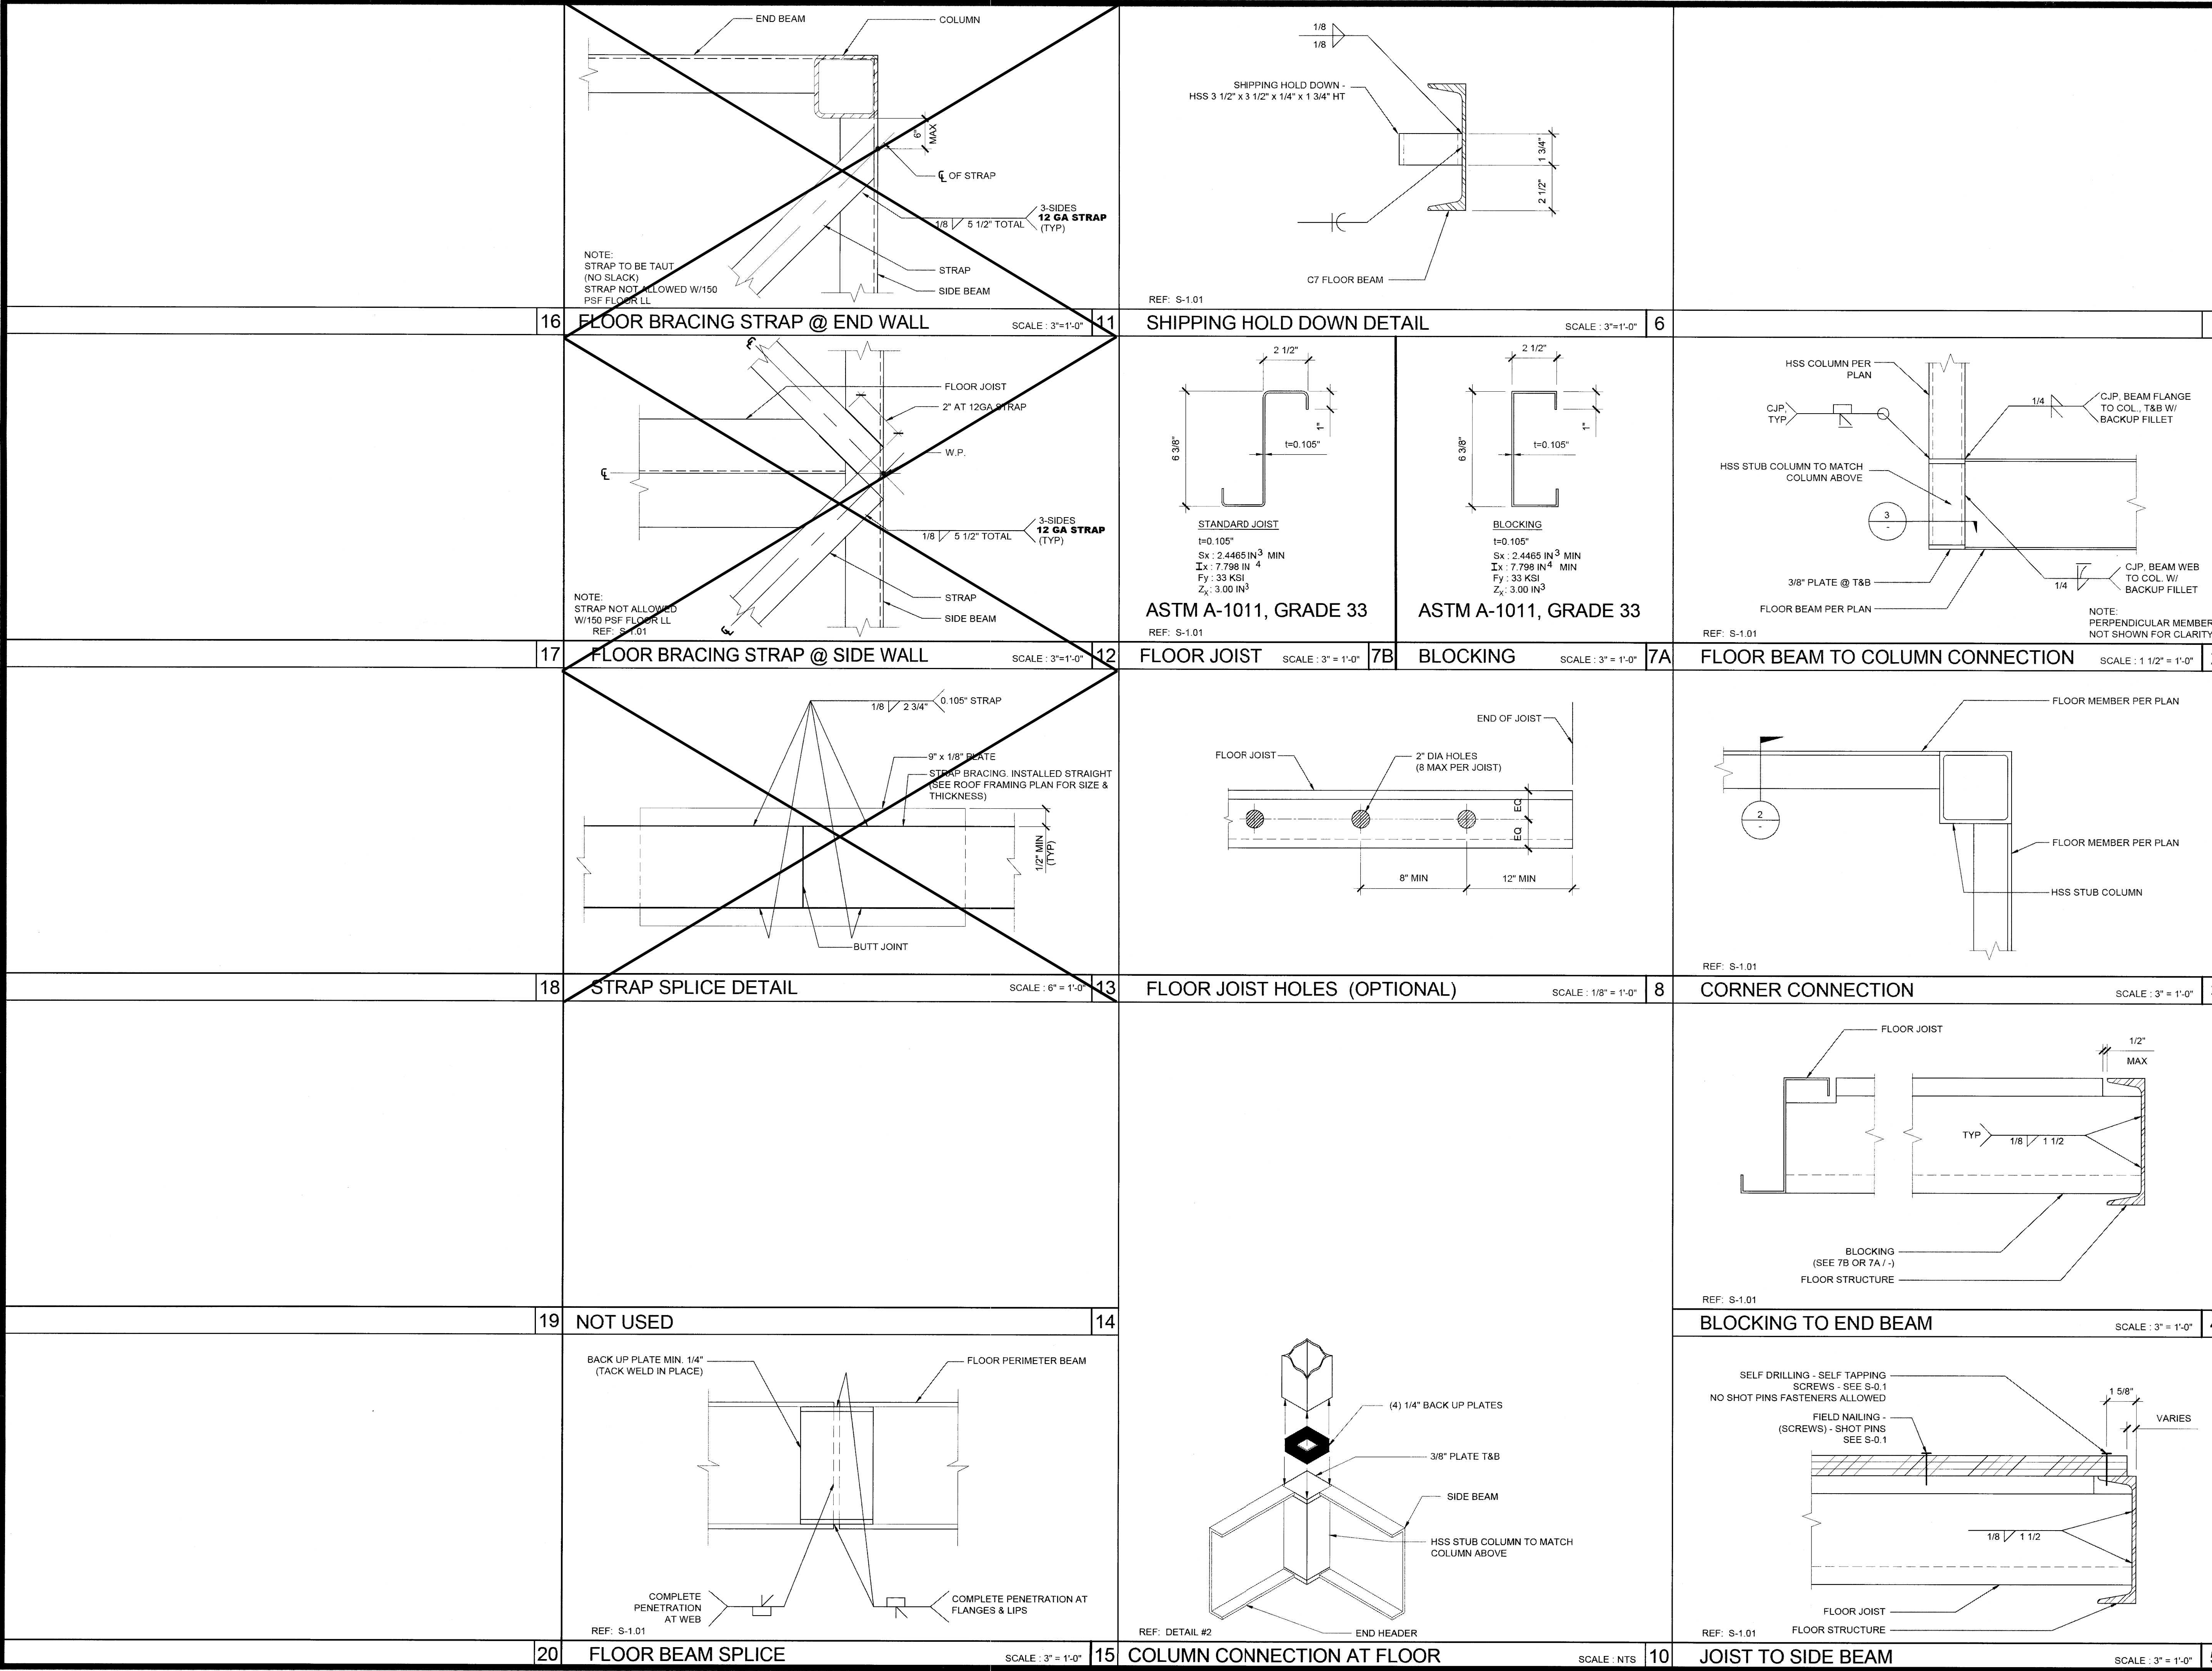 END BEAM
COLUMN
6"
MAX
℄ OF STRAP
3-SIDES
12 GA STRAP
(TYP)
1/8
5 1/2" TOTAL
NOTE:
STRAP TO BE TAUT
(NO SLACK)
STRAP NOT ALLOWED W/150
PSF FLOOR LL
STRAP
SIDE BEAM
16
FLOOR BRACING STRAP @ END WALL
SCALE : 3"=1'-0"
11
1/8
1/8
SHIPPING HOLD DOWN -
HSS 3 1/2" x 3 1/2" x 1/4" x 1 3/4" HT
1 3/4"
2 1/2"
C7 FLOOR BEAM
REF: S-1.01
SHIPPING HOLD DOWN DETAIL
SCALE : 3"=1'-0"
6
℄
FLOOR JOIST
2" AT 12GA STRAP
W.P.
℄
3-SIDES
12 GA STRAP
(TYP)
1/8
5 1/2" TOTAL
NOTE:
STRAP NOT ALLOWED
W/150 PSF FLOOR LL
REF: S-1.01
STRAP
SIDE BEAM
℄
17
FLOOR BRACING STRAP @ SIDE WALL
SCALE : 3"=1'-0"
12
2 1/2"
6 3/8"
1"
t=0.105"
STANDARD JOIST
t=0.105"
Sx : 2.4465 IN3 MIN
Ix : 7.798 IN 4
Fy : 33 KSI
Zx: 3.00 IN3
ASTM A-1011, GRADE 33
REF: S-1.01
FLOOR JOIST
SCALE : 3" = 1'-0"
7B
2 1/2"
6 3/8"
1"
t=0.105"
BLOCKING
t=0.105"
Sx : 2.4465 IN3 MIN
Ix : 7.798 IN4 MIN
Fy : 33 KSI
Zx: 3.00 IN3
ASTM A-1011, GRADE 33
BLOCKING
SCALE : 3" = 1'-0"
7A
HSS COLUMN PER
PLAN
CJP,
TYP
1/4
CJP, BEAM FLANGE
TO COL., T&B W/
BACKUP FILLET
HSS STUB COLUMN TO MATCH
COLUMN ABOVE
3
-
3/8" PLATE @ T&B
1/4
CJP, BEAM WEB
TO COL. W/
BACKUP FILLET
FLOOR BEAM PER PLAN
NOTE:
PERPENDICULAR MEMBER
NOT SHOWN FOR CLARITY
REF: S-1.01
FLOOR BEAM TO COLUMN CONNECTION
SCALE : 1 1/2" = 1'-0"
1/8
2 3/4"
0.105" STRAP
9" x 1/8" PLATE
STRAP BRACING. INSTALLED STRAIGHT
(SEE ROOF FRAMING PLAN FOR SIZE &
THICKNESS)
1/2" MIN
(TYP)
BUTT JOINT
18
STRAP SPLICE DETAIL
SCALE : 6" = 1'-0"
13
END OF JOIST
FLOOR JOIST
2" DIA HOLES
(8 MAX PER JOIST)
EQ
EQ
8" MIN
12" MIN
FLOOR JOIST HOLES (OPTIONAL)
SCALE : 1/8" = 1'-0"
8
FLOOR MEMBER PER PLAN
2
-
FLOOR MEMBER PER PLAN
HSS STUB COLUMN
REF: S-1.01
CORNER CONNECTION
SCALE : 3" = 1'-0"
19
NOT USED
14
FLOOR JOIST
1/2"
MAX
TYP
1/8
1 1/2
BLOCKING
(SEE 7B OR 7A / -)
FLOOR STRUCTURE
REF: S-1.01
BLOCKING TO END BEAM
SCALE : 3" = 1'-0"
BACK UP PLATE MIN. 1/4"
(TACK WELD IN PLACE)
FLOOR PERIMETER BEAM
COMPLETE
PENETRATION
AT WEB
COMPLETE PENETRATION AT
FLANGES & LIPS
REF: S-1.01
20
FLOOR BEAM SPLICE
SCALE : 3" = 1'-0"
15
(4) 1/4" BACK UP PLATES
3/8" PLATE T&B
SIDE BEAM
HSS STUB COLUMN TO MATCH
COLUMN ABOVE
REF: DETAIL #2
END HEADER
COLUMN CONNECTION AT FLOOR
SCALE : NTS
10
SELF DRILLING - SELF TAPPING
SCREWS - SEE S-0.1
NO SHOT PINS FASTENERS ALLOWED
FIELD NAILING -
(SCREWS) - SHOT PINS
SEE S-0.1
1 5/8"
VARIES
1/8
1 1/2
FLOOR JOIST
REF: S-1.01
FLOOR STRUCTURE
JOIST TO SIDE BEAM
SCALE : 3" = 1'-0"